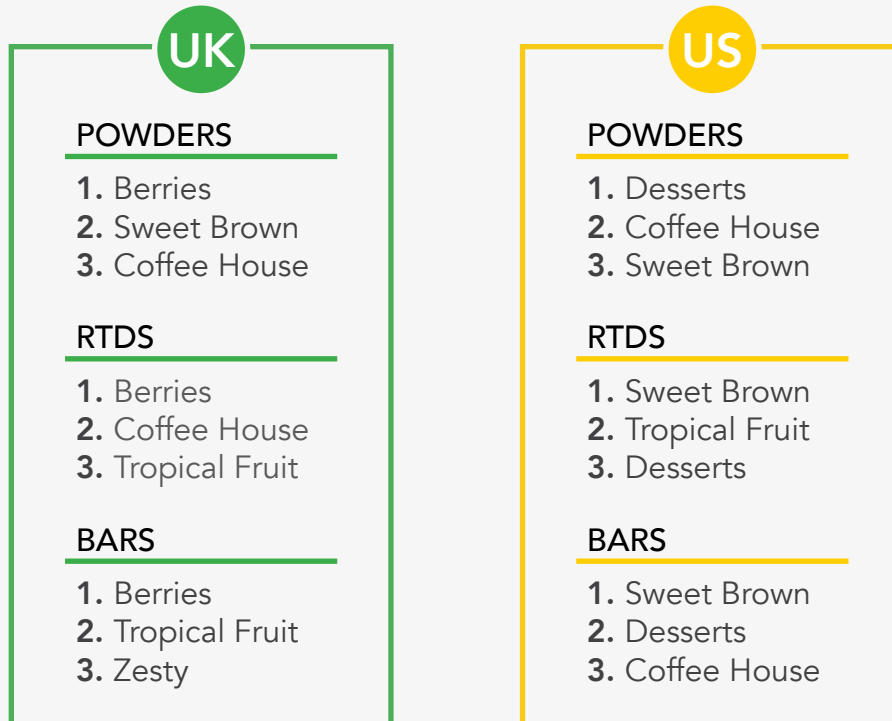 UK
POWDERS
1. Berries
2. Sweet Brown
3. Coffee House
RTDS
1. Berries
2. Coffee House
3. Tropical Fruit
BARS
1. Berries
2. Tropical Fruit
3. Zesty
US
POWDERS
1. Desserts
2. Coffee House
3. Sweet Brown
RTDS
1. Sweet Brown
2. Tropical Fruit
3. Desserts
BARS
1. Sweet Brown
2. Desserts
3. Coffee House